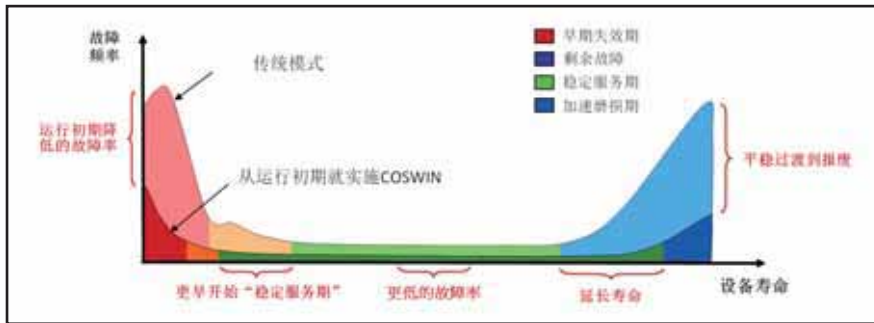 故障
频率
传统模式
早期失效期
剩余故障
稳定服务期
加速磨损期
运行初期降
低的故障率
平稳过渡到报废
从运行初期就实施COSWIN
更早开始“稳定服务期”
更低的故障率
延长寿命
设备寿命